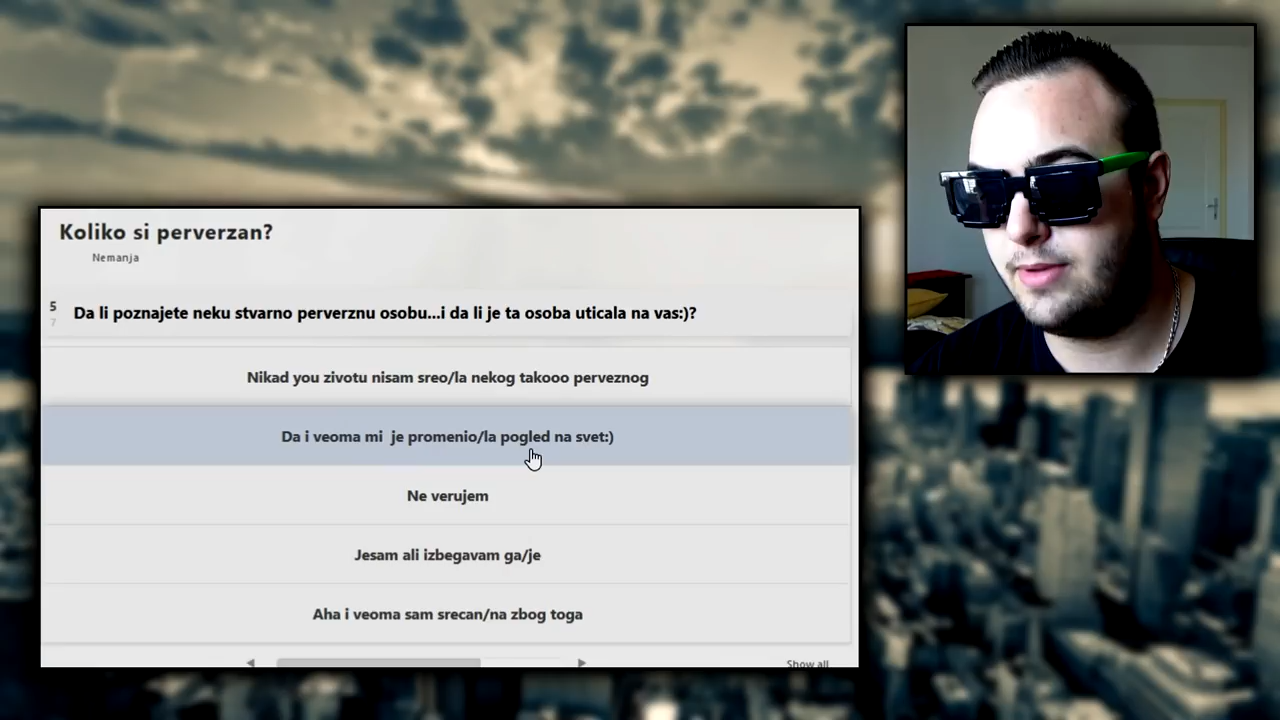 Koliko si perverzan?
Nemanja
5
7
Da li poznajete neku stvarno perverznu osobu...i da li je ta osoba uticala na vas:)?
Nikad you zivotu nisam sreo/la nekog takooo perveznog
Da i veoma mi  je promenio/la pogled na svet:)
Ne verujem
Jesam ali izbegavam ga/je
Aha i veoma sam srecan/na zbog toga
Show all